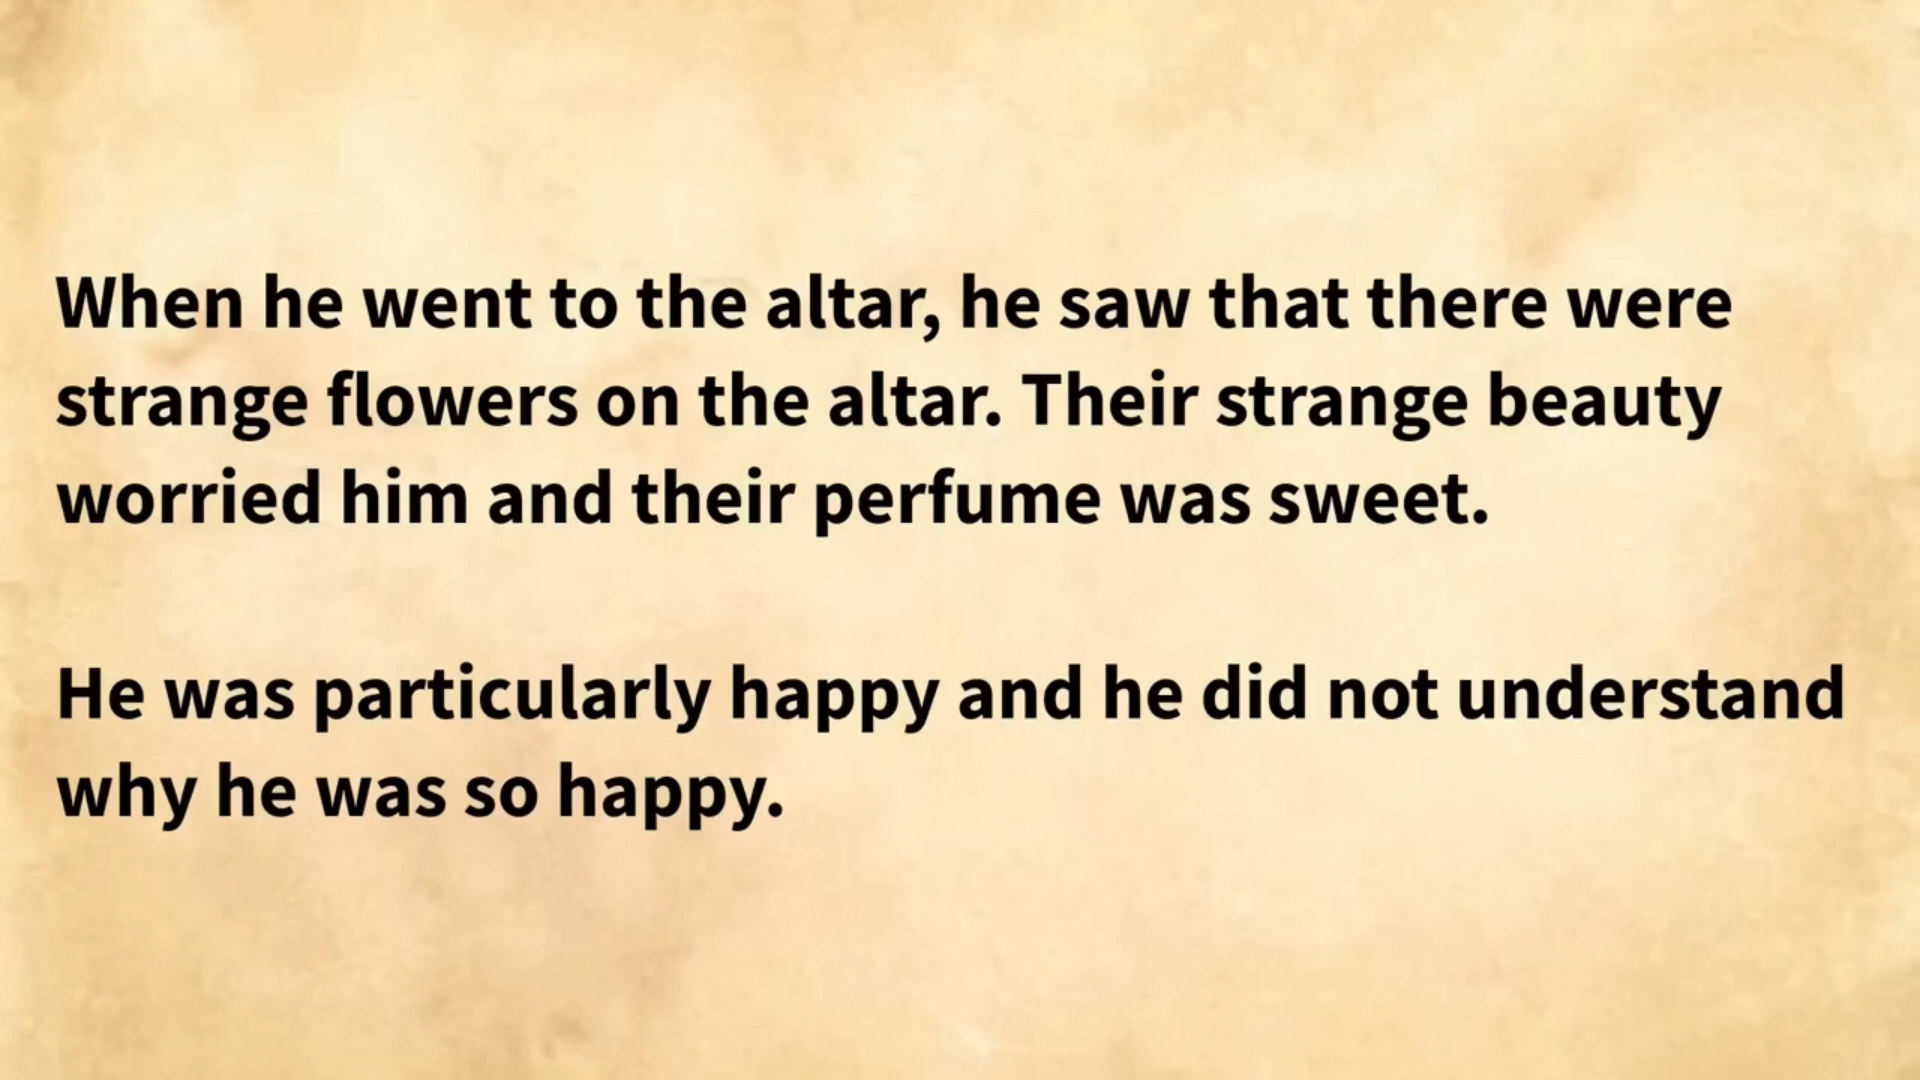 When he went to the altar, he saw that there were
strange flowers on the altar. Their strange beauty
worried him and their perfume was sweet.
He was particularly happy and he did not understand
why he was so happy.